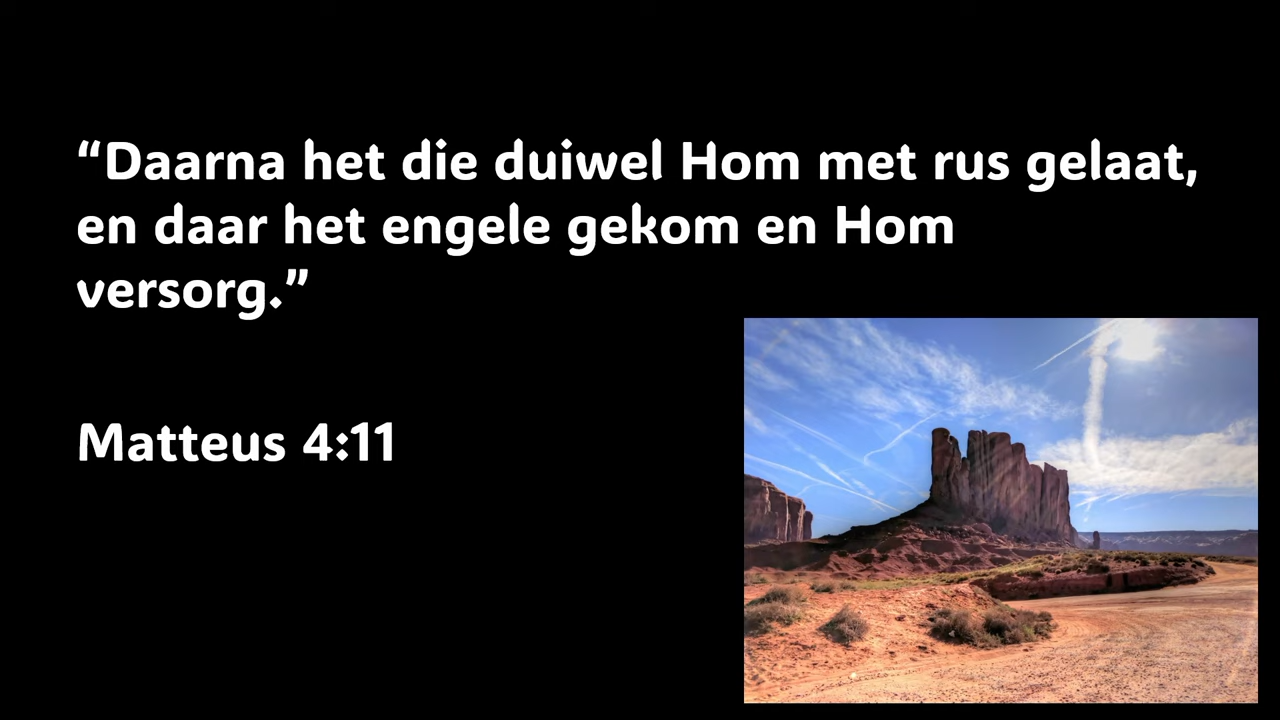 “Daarna het die duiwel Hom met rus gelaat,
en daar het engele gekom en Hom
versorg.”
Matteus 4:11